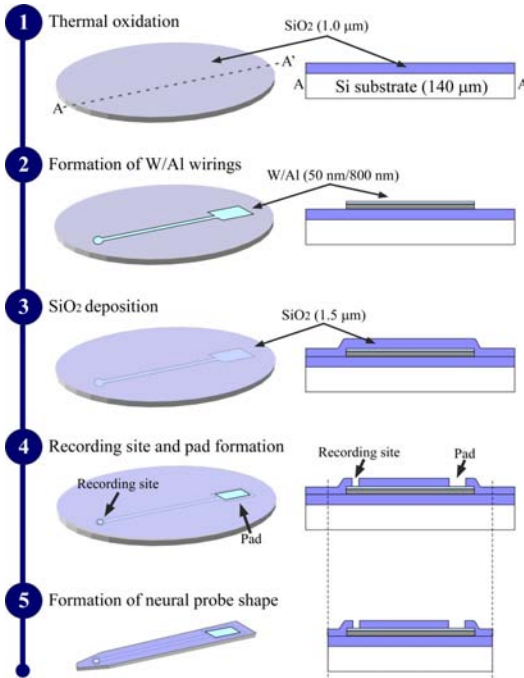 1 Thermal oxidation
SiO2 (1.0 μm)
A'
A
A Si substrate (140 μm) A'
2 Formation of W/Al wirings
W/Al (50 nm/800 nm)
3 SiO2 deposition
SiO2 (1.5 μm)
4 Recording site and pad formation
Recording site
Pad
Recording site Pad
5 Formation of neural probe shape